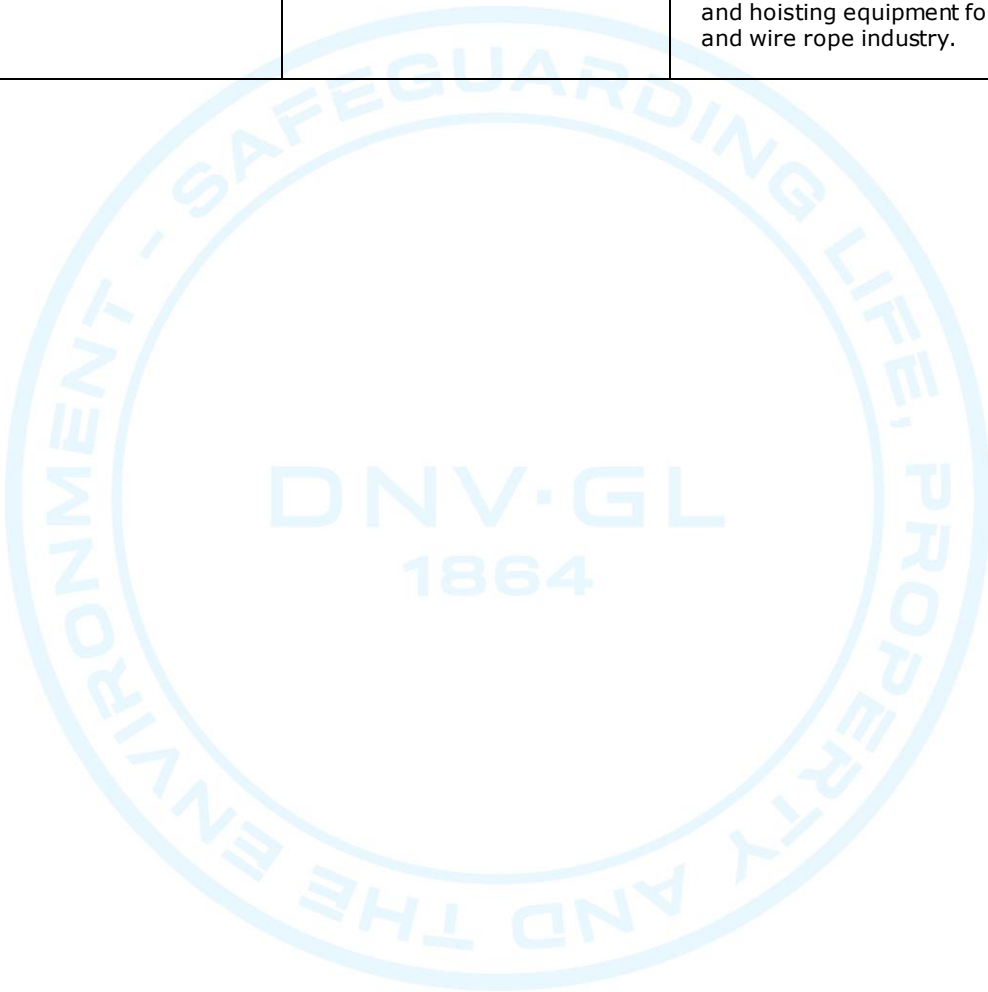 and hoisting equipment fo
and wire rope industry.
SAFEGUARDING LIFE, PROPERTY AND THE ENVIRONMENT -
DNV·GL
1864